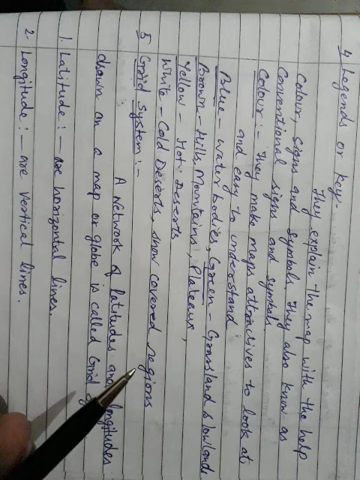 4 Legends or key-
They explain the map with the help
Colour, signs and symbols. They also know as
Conventional signs and symbols
Colour:- They make maps attractives to look at
and easy to understand
Blue - water bodies, Green - Grassland & lowlands
Brown - Hills, Mountains, Plateaus,
Yellow - Hot Deserts
White - Cold Deserts, snow covered regions
5 Grid system:-
A Network of latitudes and longitudes
drawn on a map or globe is called Grid
1. Latitude:- are horizontal lines.
2. Longitude:- are vertical lines.